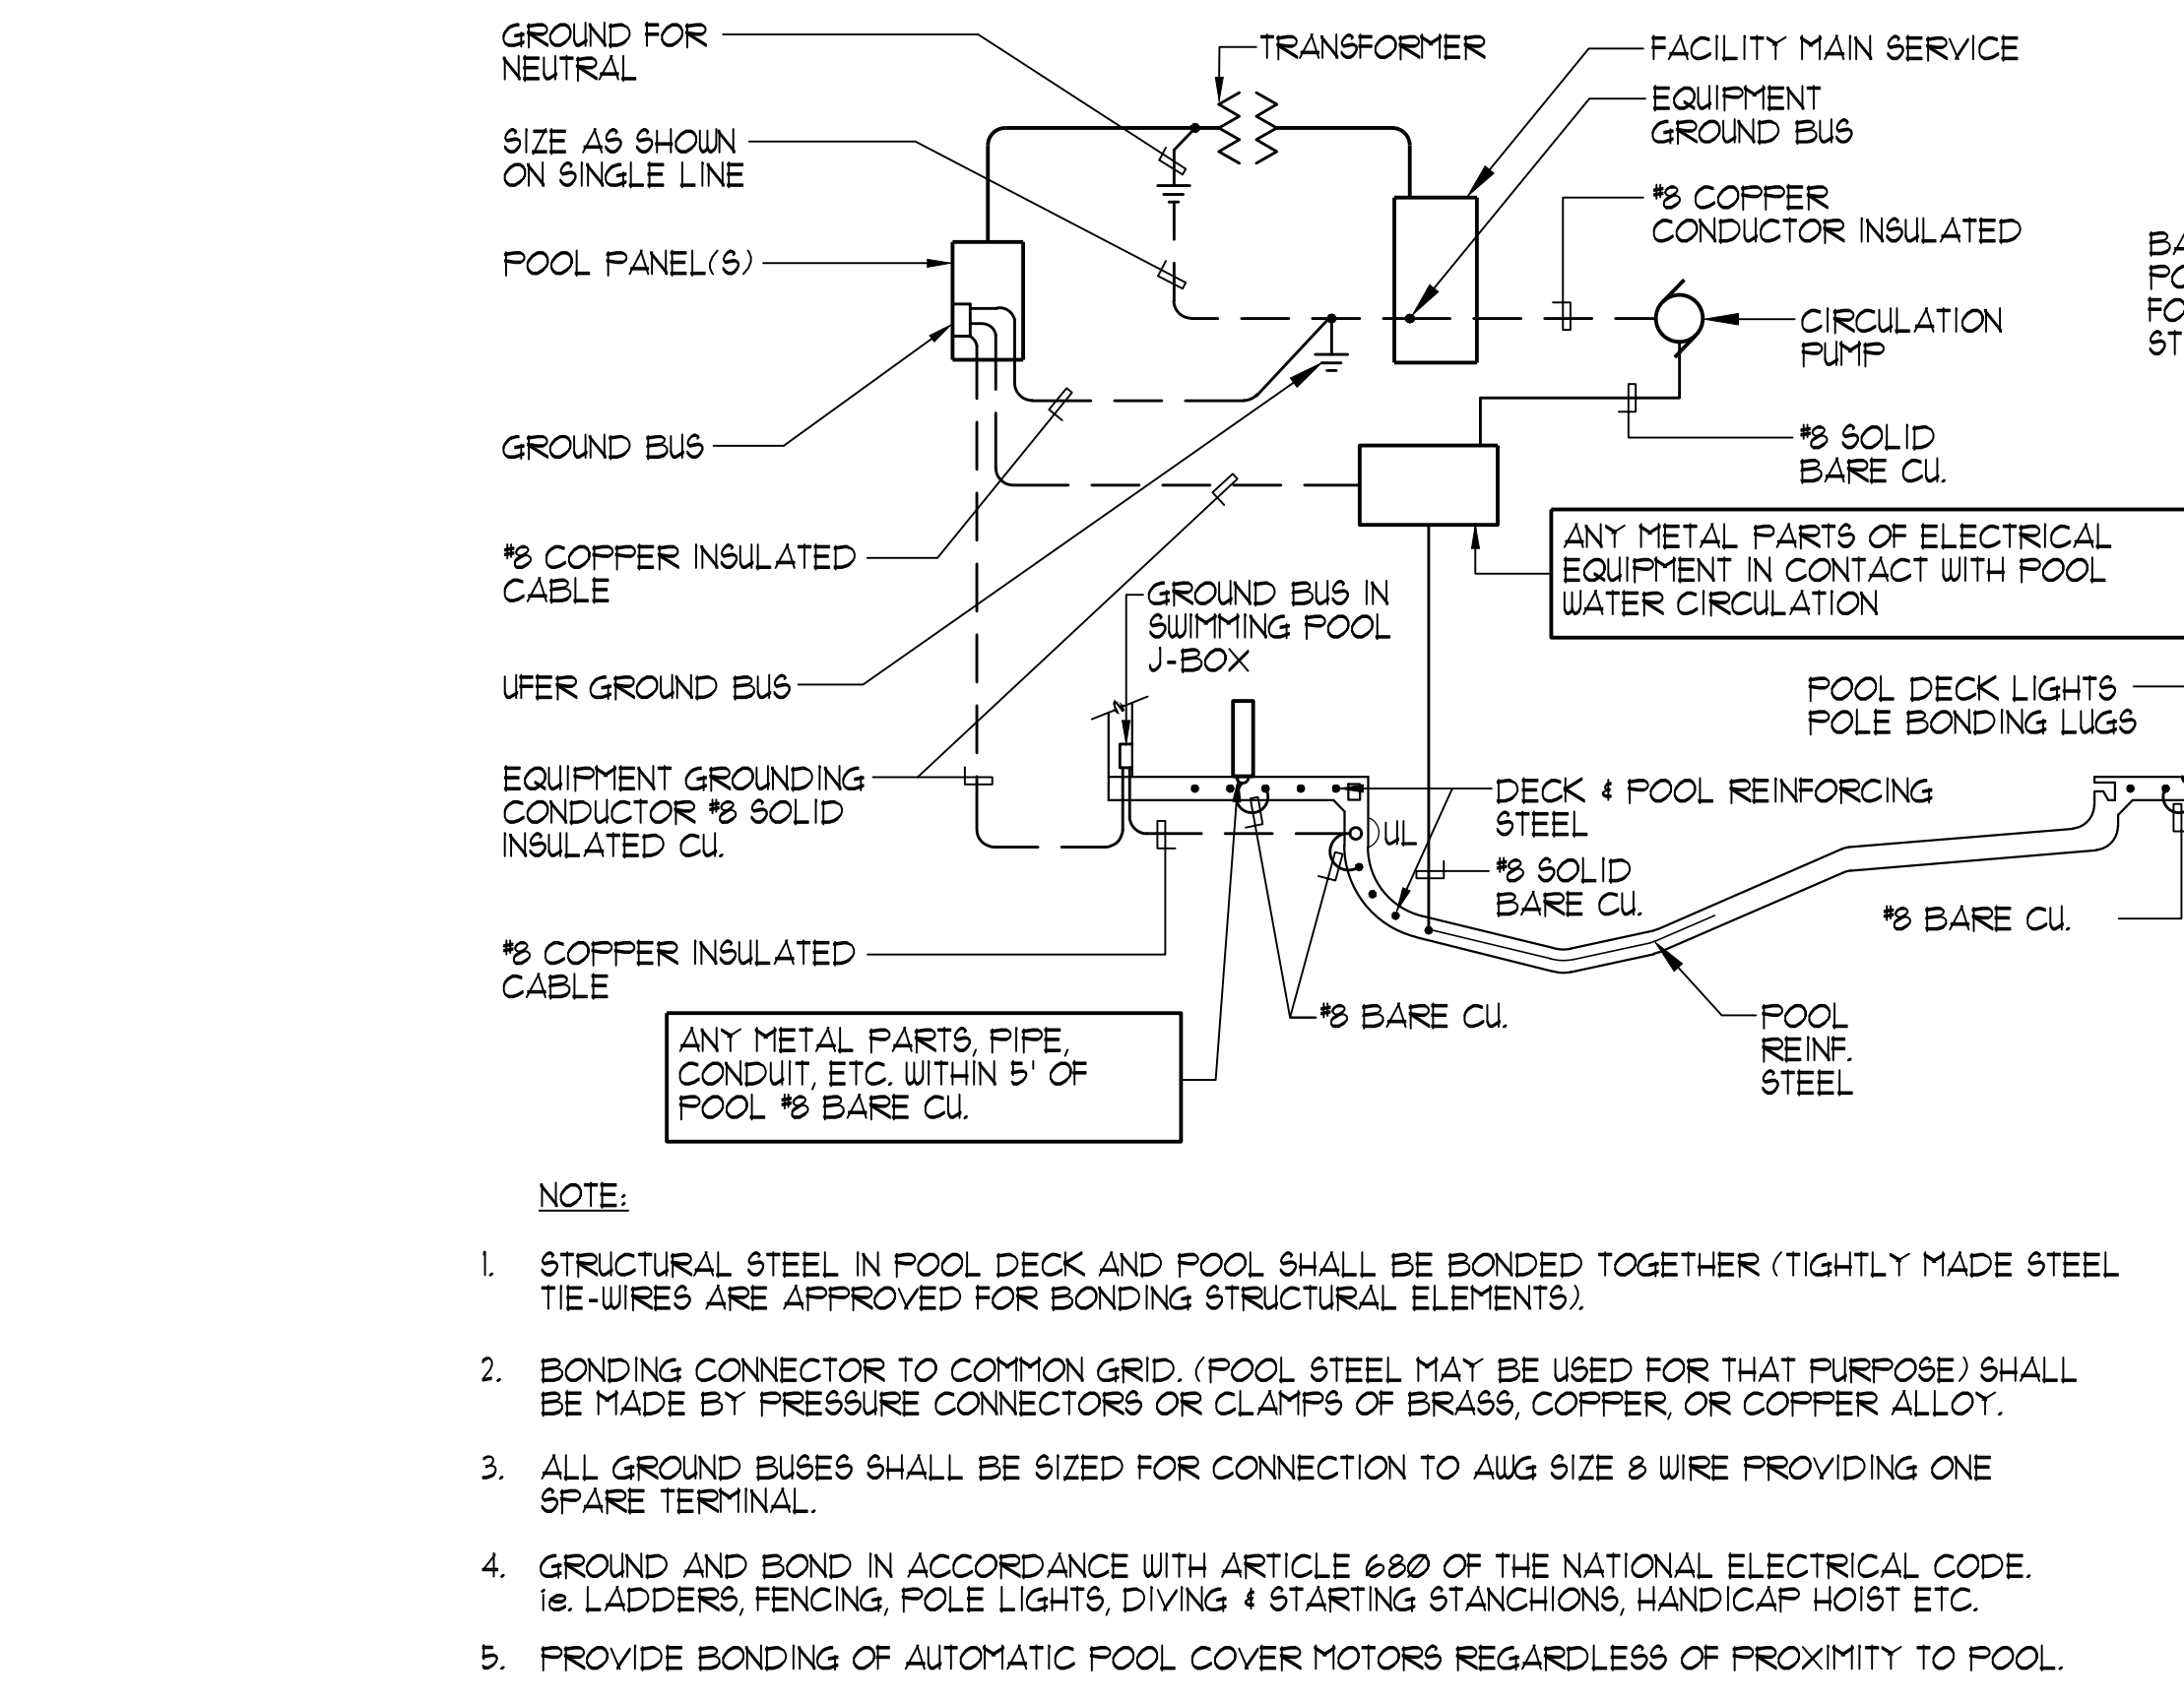 GROUND FOR
NEUTRAL
TRANSFORMER
FACILITY MAIN SERVICE
EQUIPMENT
GROUND BUS
SIZE AS SHOWN
ON SINGLE LINE
#8 COPPER
CONDUCTOR INSULATED
POOL PANEL(S)
BA
PO
FO
ST
CIRCULATION
PUMP
GROUND BUS
#8 SOLID
BARE CU.
#8 COPPER INSULATED
CABLE
ANY METAL PARTS OF ELECTRICAL
EQUIPMENT IN CONTACT WITH POOL
WATER CIRCULATION
GROUND BUS IN
SWIMMING POOL
J-BOX
UFER GROUND BUS
POOL DECK LIGHTS
POLE BONDING LUGS
EQUIPMENT GROUNDING
CONDUCTOR #8 SOLID
INSULATED CU.
DECK & POOL REINFORCING
STEEL
UL
#8 SOLID
BARE CU.
#8 BARE CU.
#8 COPPER INSULATED
CABLE
#8 BARE CU.
POOL
REINF.
STEEL
ANY METAL PARTS, PIPE,
CONDUIT, ETC. WITHIN 5' OF
POOL #8 BARE CU.
NOTE:
1. STRUCTURAL STEEL IN POOL DECK AND POOL SHALL BE BONDED TOGETHER (TIGHTLY MADE STEEL
TIE-WIRES ARE APPROVED FOR BONDING STRUCTURAL ELEMENTS).
2. BONDING CONNECTOR TO COMMON GRID. (POOL STEEL MAY BE USED FOR THAT PURPOSE) SHALL
BE MADE BY PRESSURE CONNECTORS OR CLAMPS OF BRASS, COPPER, OR COPPER ALLOY.
3. ALL GROUND BUSES SHALL BE SIZED FOR CONNECTION TO AWG SIZE 8 WIRE PROVIDING ONE
SPARE TERMINAL.
4. GROUND AND BOND IN ACCORDANCE WITH ARTICLE 680 OF THE NATIONAL ELECTRICAL CODE.
ie. LADDERS, FENCING, POLE LIGHTS, DIVING & STARTING STANCHIONS, HANDICAP HOIST ETC.
5. PROVIDE BONDING OF AUTOMATIC POOL COVER MOTORS REGARDLESS OF PROXIMITY TO POOL.